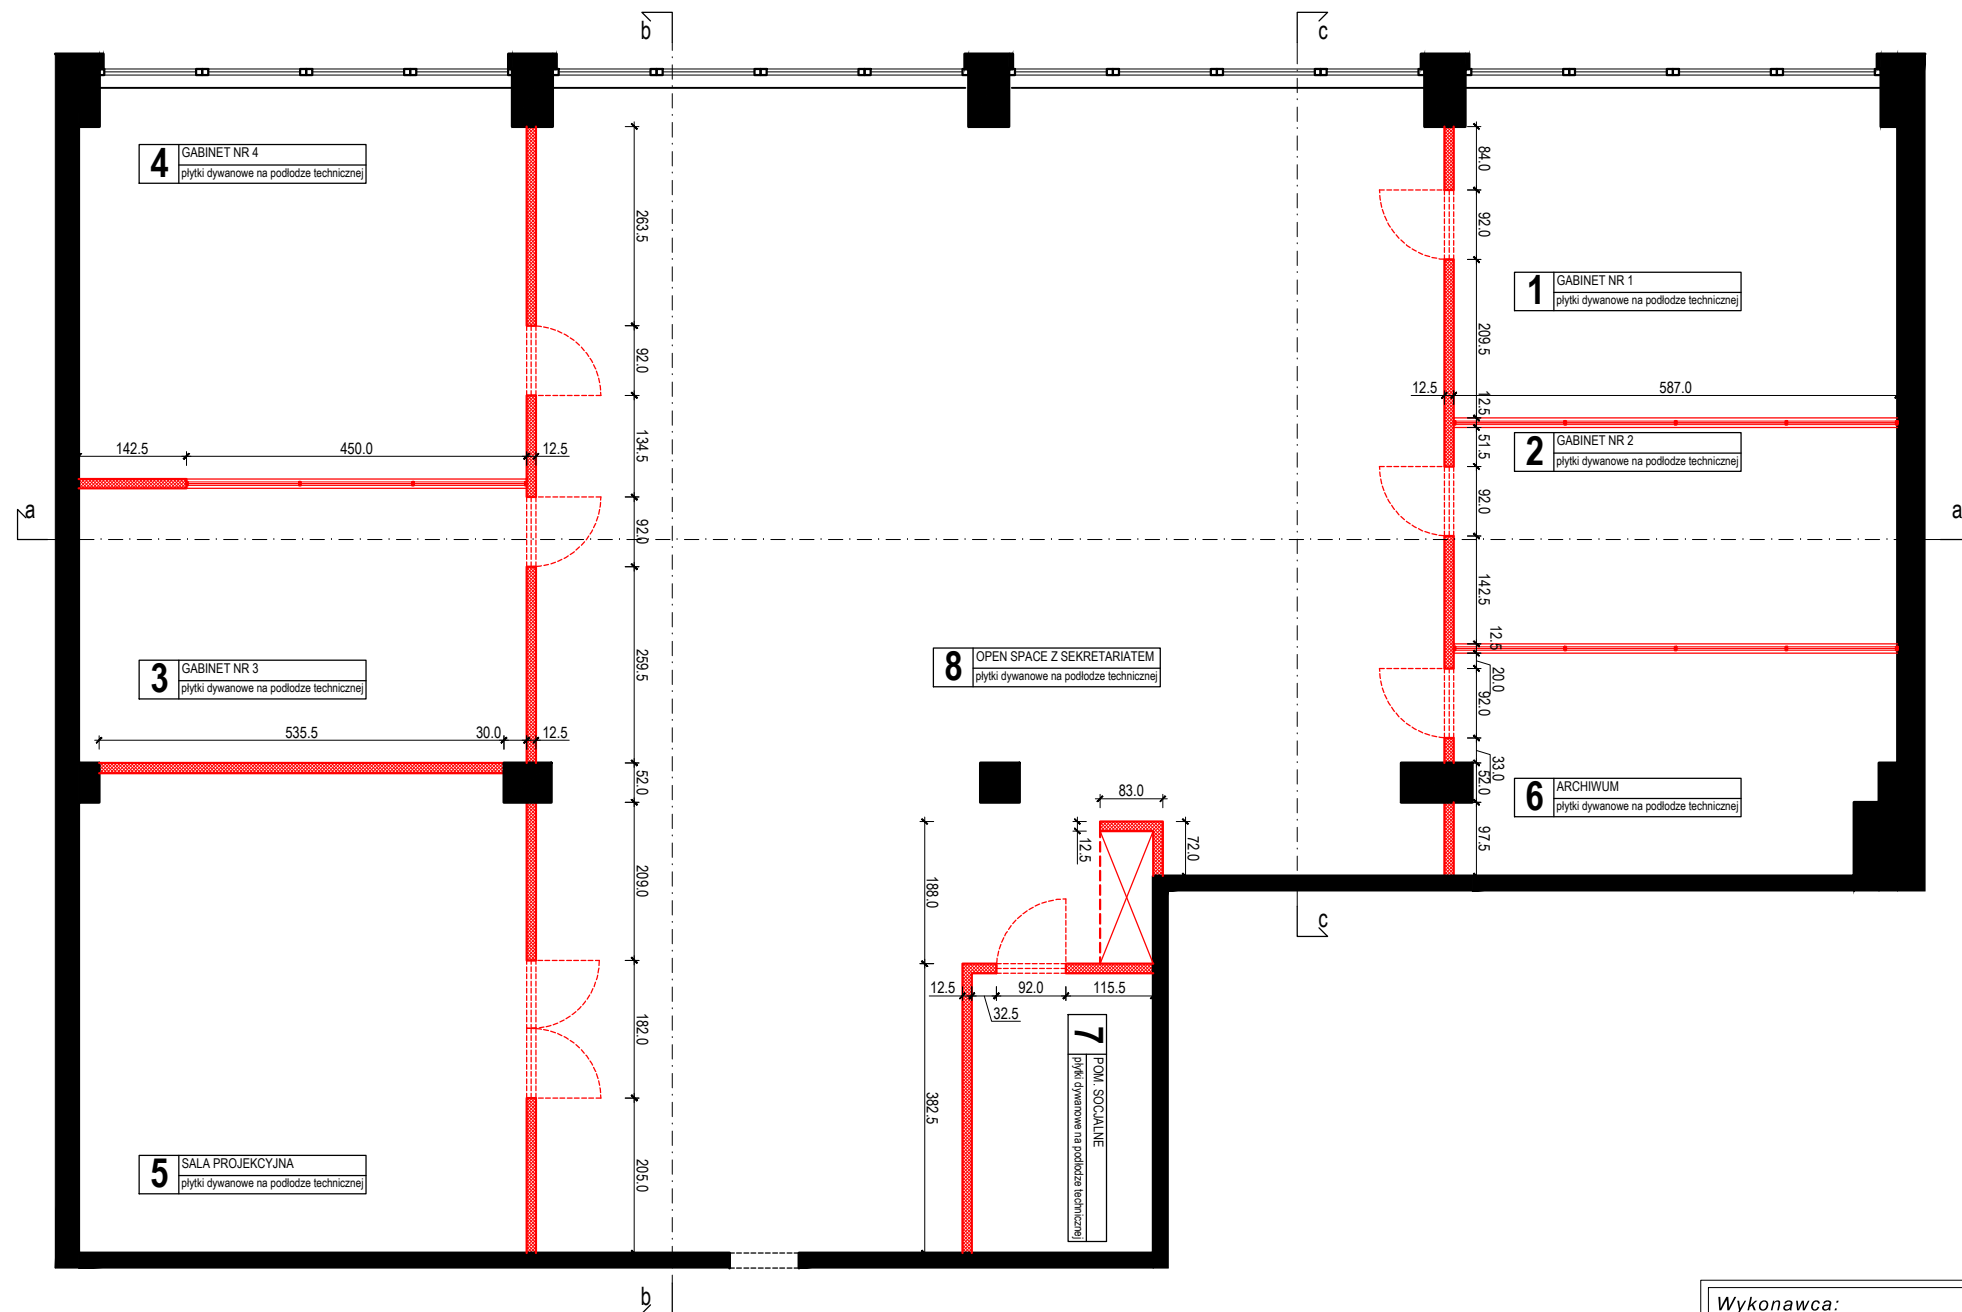 b
c
4
GABINET NR 4
płytki dywanowe na podłodze technicznej
263.5
92.0
134.5
92.0
259.5
52.0
209.0
182.0
205.0
84.0
92.0
209.5
12.5
51.5
92.0
142.5
12.5
20.0
92.0
33.0
52.0
97.5
1
GABINET NR 1
płytki dywanowe na podłodze technicznej
12.5
587.0
2
GABINET NR 2
płytki dywanowe na podłodze technicznej
142.5
450.0
12.5
a
a
3
GABINET NR 3
płytki dywanowe na podłodze technicznej
8
OPEN SPACE Z SEKRETARIATEM
płytki dywanowe na podłodze technicznej
535.5
30.0
12.5
6
ARCHIWUM
płytki dywanowe na podłodze technicznej
83.0
12.5
72.0
188.0
c
12.5
92.0
115.5
32.5
7
POM. SOCJALNE
płytki dywanowe na podłodze technicznej
382.5
5
SALA PROJEKCYJNA
płytki dywanowe na podłodze technicznej
b
Wykonawca: